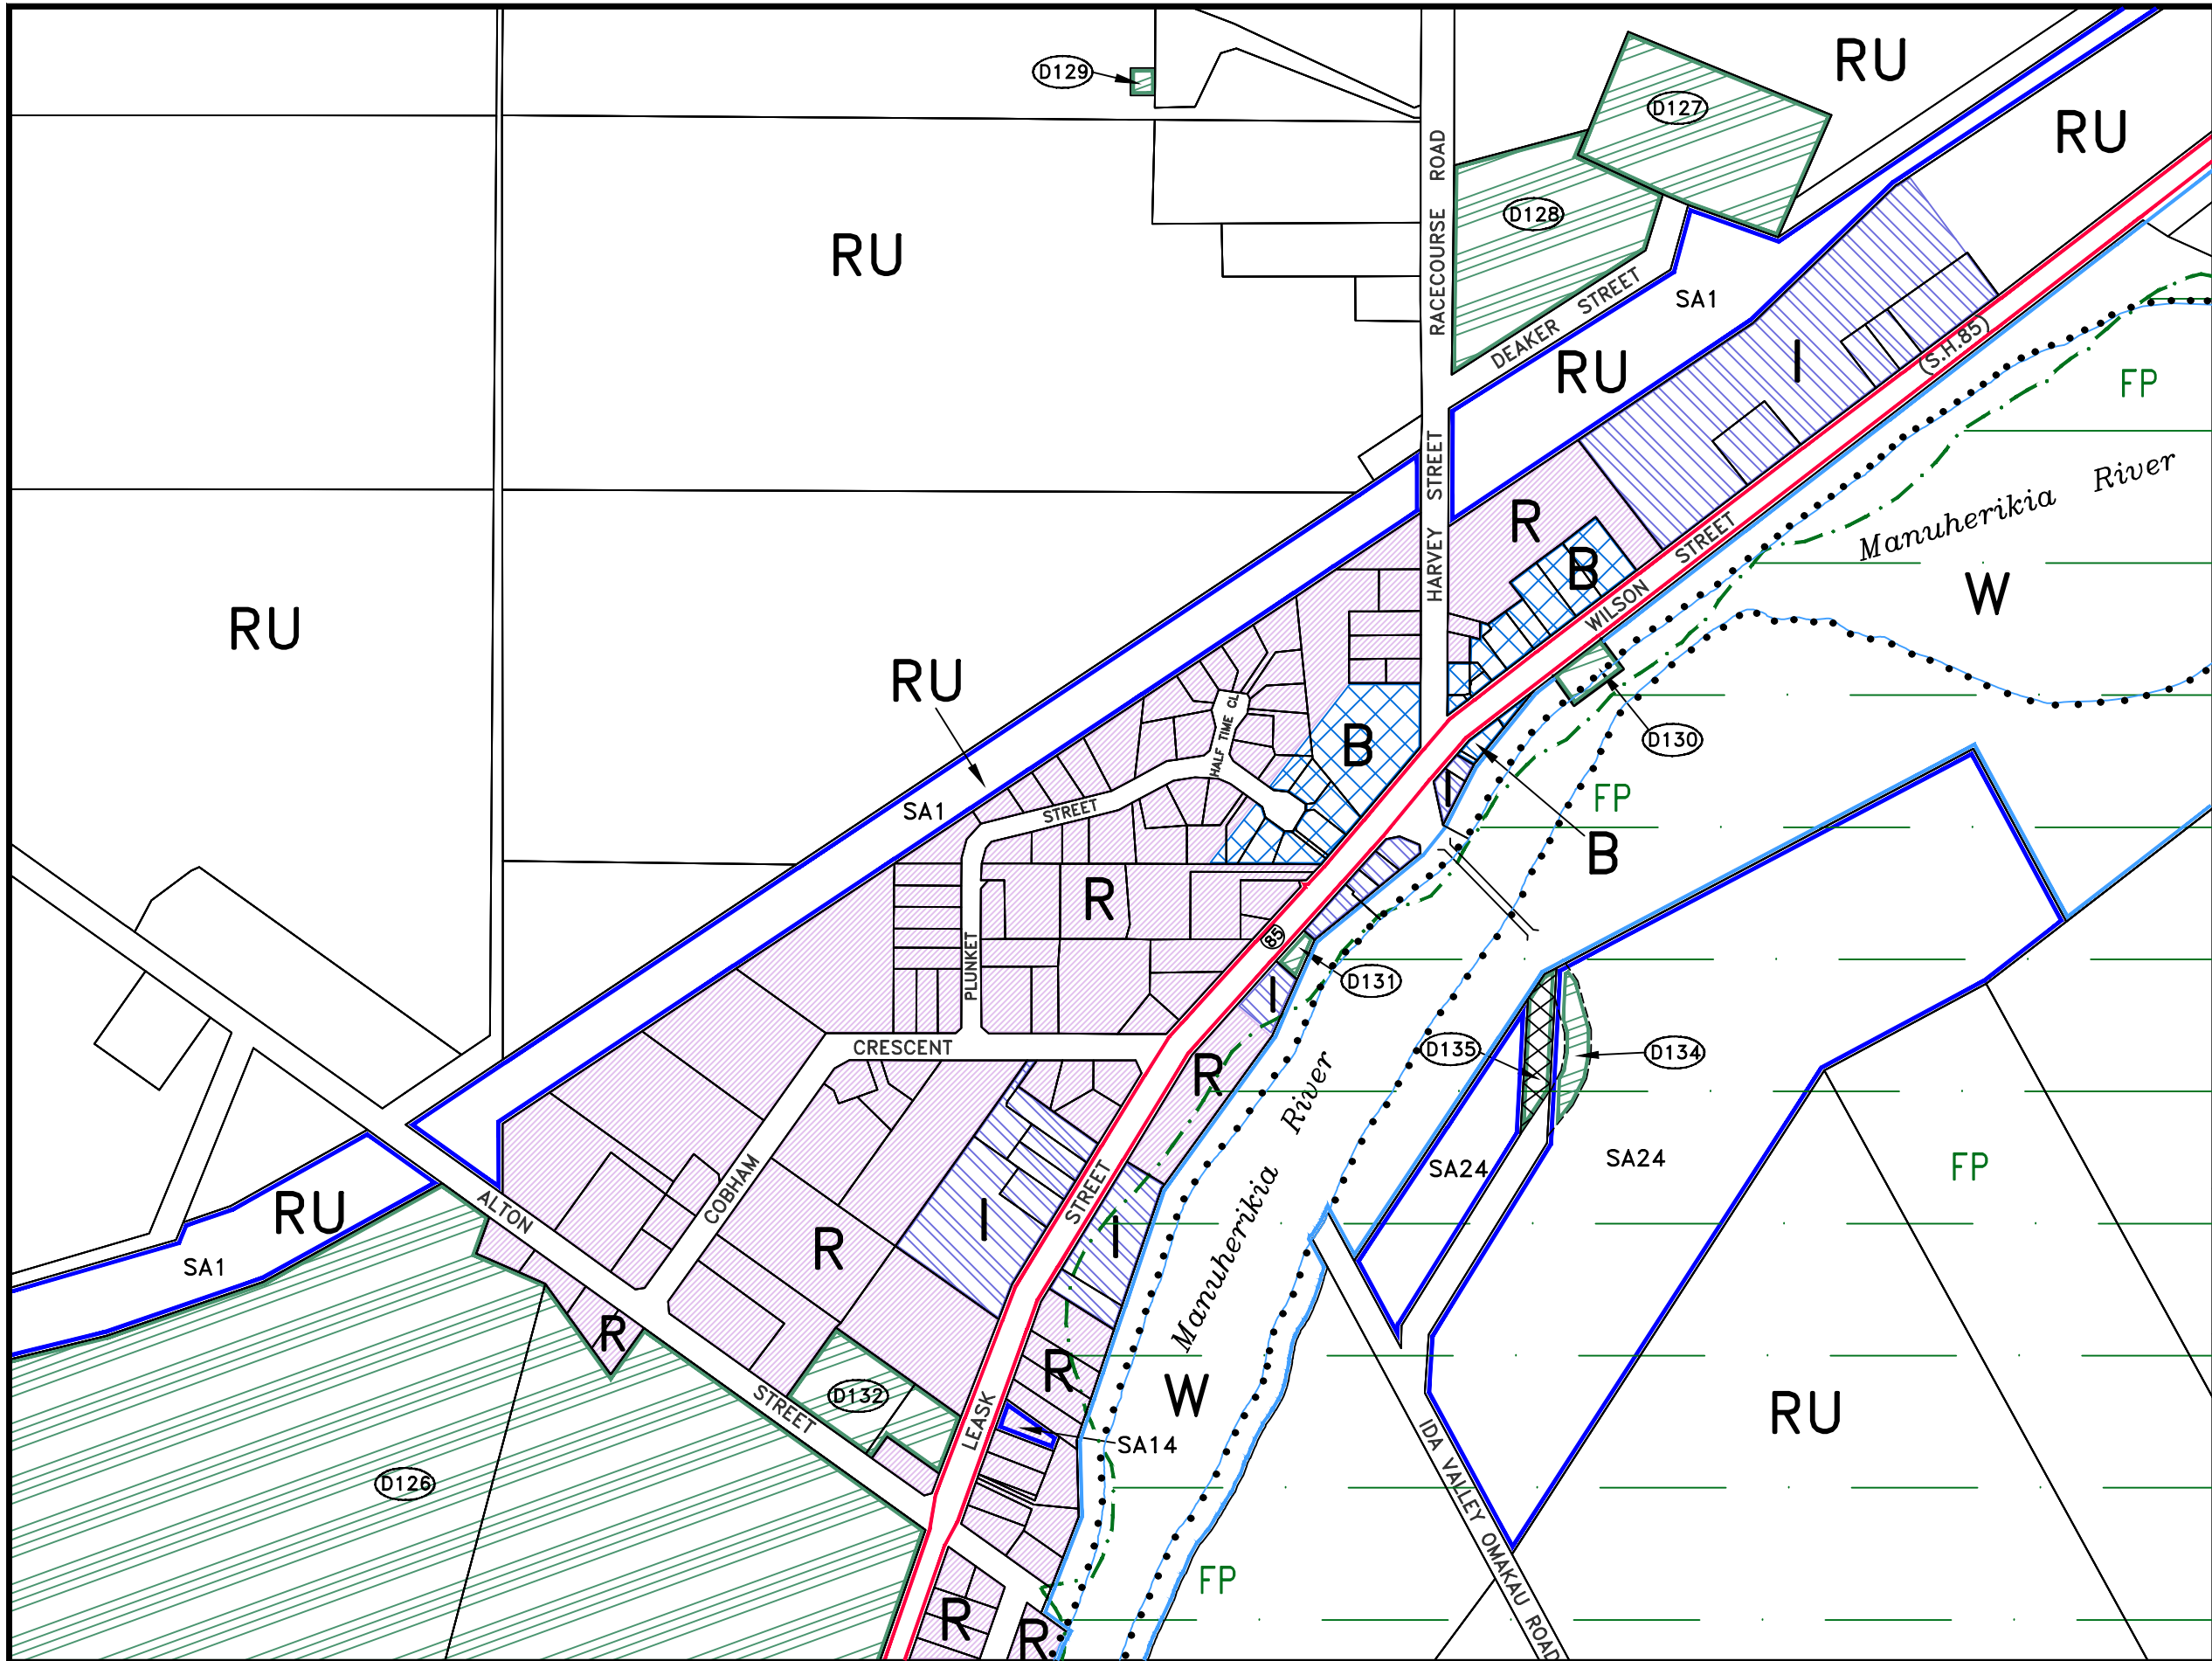 RU
D129
D127
RU
RACECOURSE ROAD
D128
RU
DEAKER STREET
SA1
(S.H.85)
I
RU
FP
HARVEY STREET
Manuherikia River
R
WILSON STREET
B
W
RU
RU
HALF TIME CL
D130
B
I
FP
SA1
STREET
B
R
85
PLUNKET
D131
I
CRESCENT
D135
D134
R
River
SA24
SA24
FP
COBHAM
STREET
RU
ALTON
I
I
R
SA1
Manuherikia
R
R
W
D132
STREET
LEASK
SA14
RU
D126
IDA VALLEY OMAKAU ROAD
FP
R
R